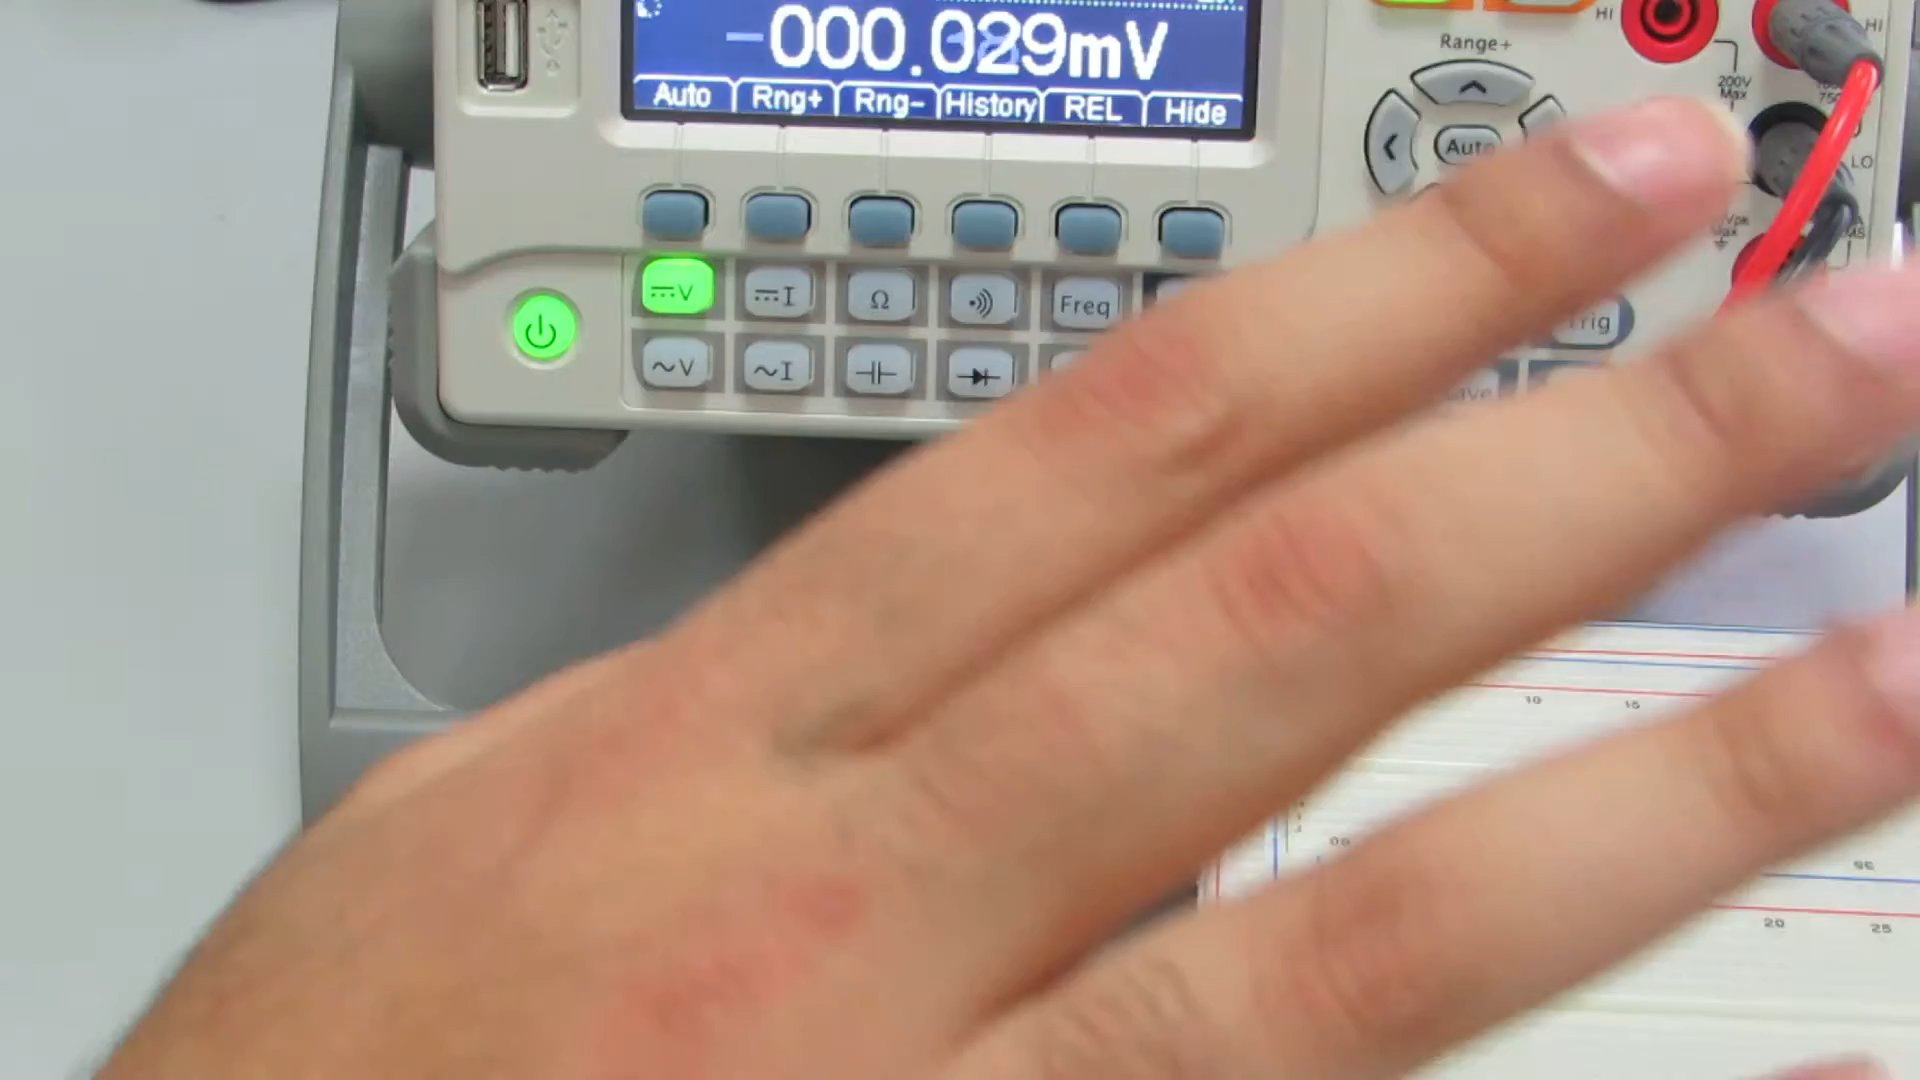 -000.029mV
Auto Rng+ Rng- History REL Hide
HI
HI
Range+
200V
Max
Auto
LO
V I Ω Freq
V I
10 15
20 25